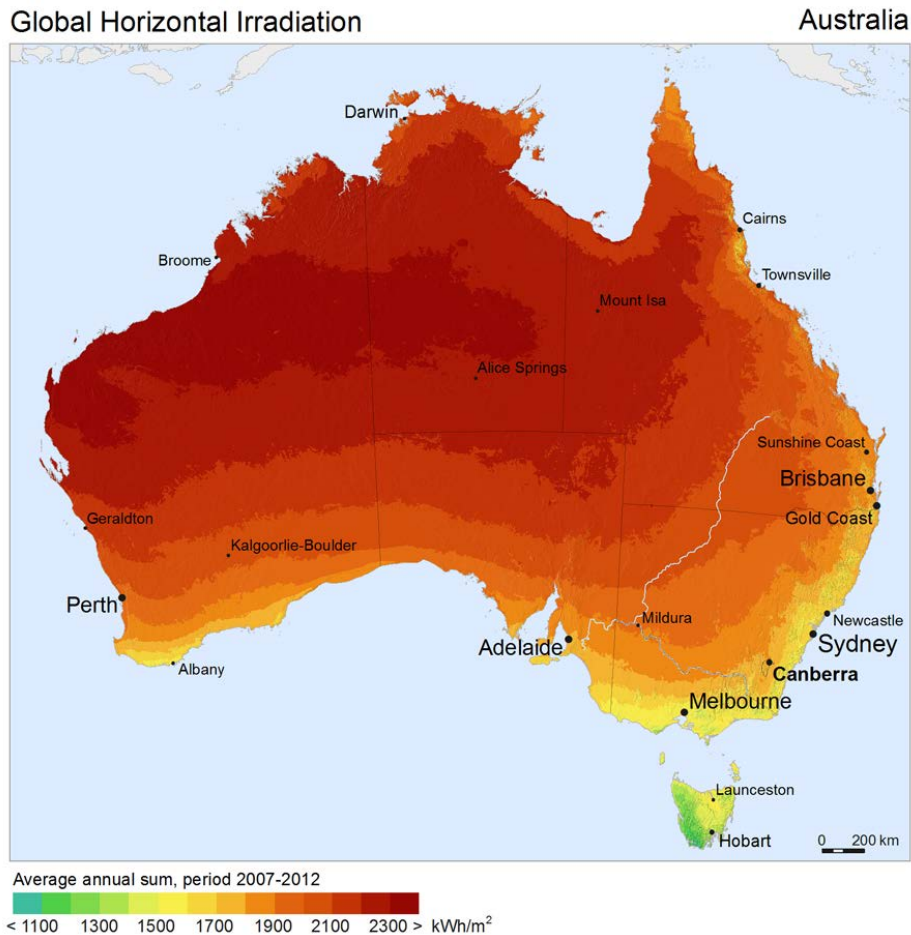 Global Horizontal Irradiation
Australia
Darwin
Cairns
Broome
Townsville
Mount Isa
Alice Springs
Sunshine Coast
Brisbane
Gold Coast
Geraldton
Kalgoorlie-Boulder
Perth
Mildura
Newcastle
Sydney
Adelaide
Albany
Canberra
Melbourne
Launceston
Hobart
0 200 km
Average annual sum, period 2007-2012
< 1100 1300 1500 1700 1900 2100 2300 > kWh/m²